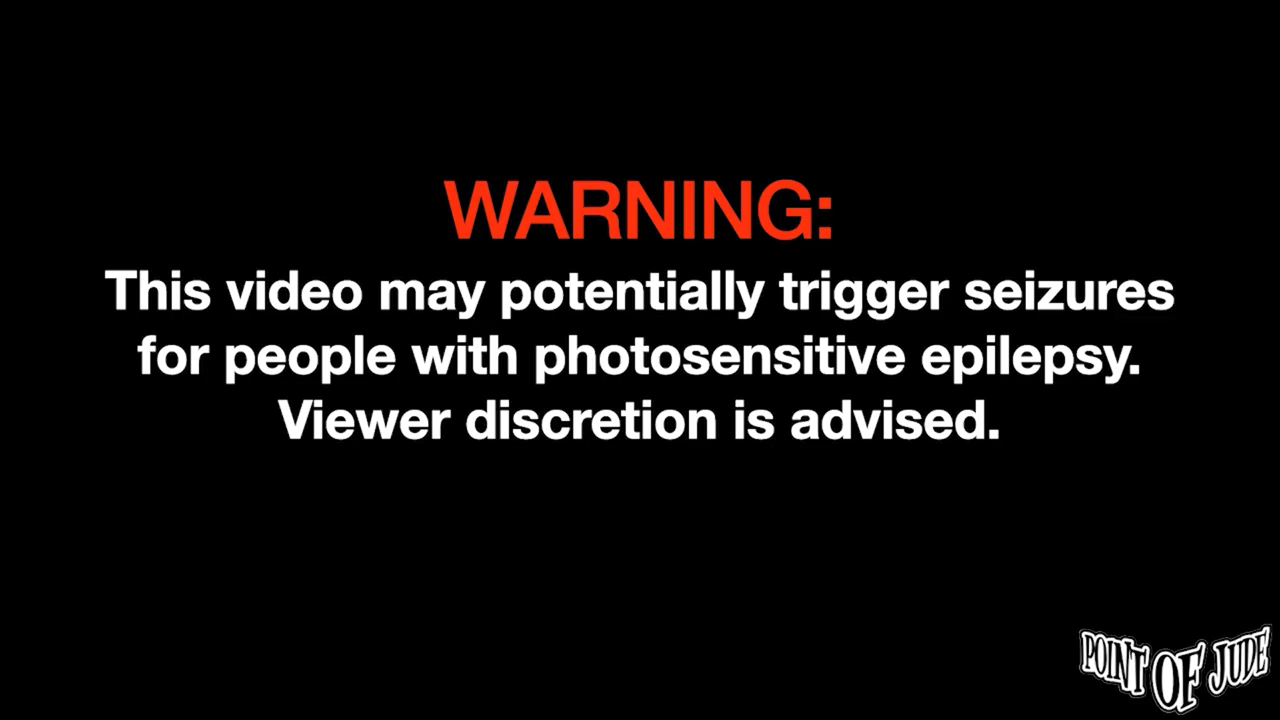 WARNING:
This video may potentially trigger seizures
for people with photosensitive epilepsy.
Viewer discretion is advised.
POINT OF JUDE